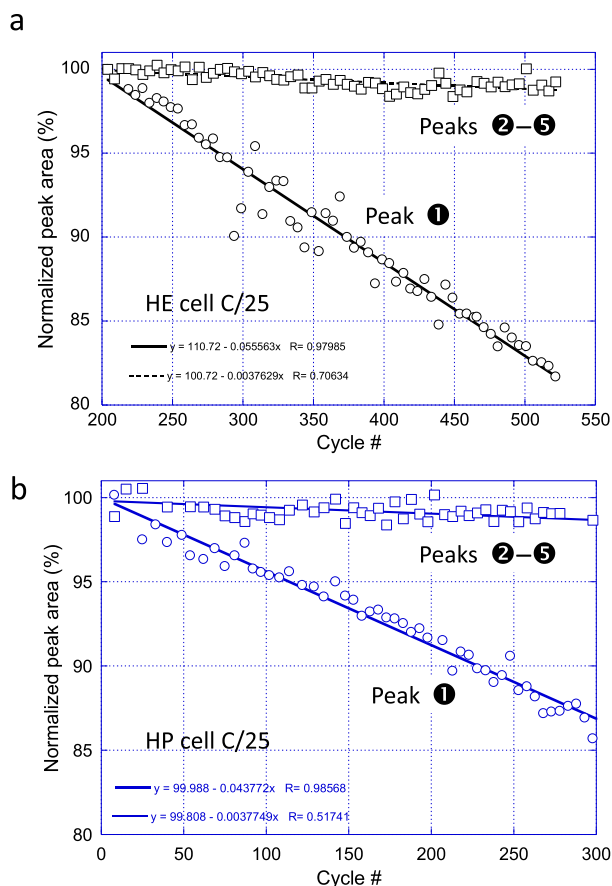 a
Normalized peak area (%)
100
95
90
85
80
Peaks ❷–❺
Peak ❶
HE cell C/25
y = 110.72 - 0.055563x R= 0.97985
y = 100.72 - 0.0037629x R= 0.70634
200 250 300 350 400 450 500 550
Cycle #
b
Normalized peak area (%)
100
95
90
85
80
Peaks ❷–❺
Peak ❶
HP cell C/25
y = 99.988 - 0.043772x R= 0.98568
y = 99.808 - 0.0037749x R= 0.51741
0 50 100 150 200 250 300
Cycle #